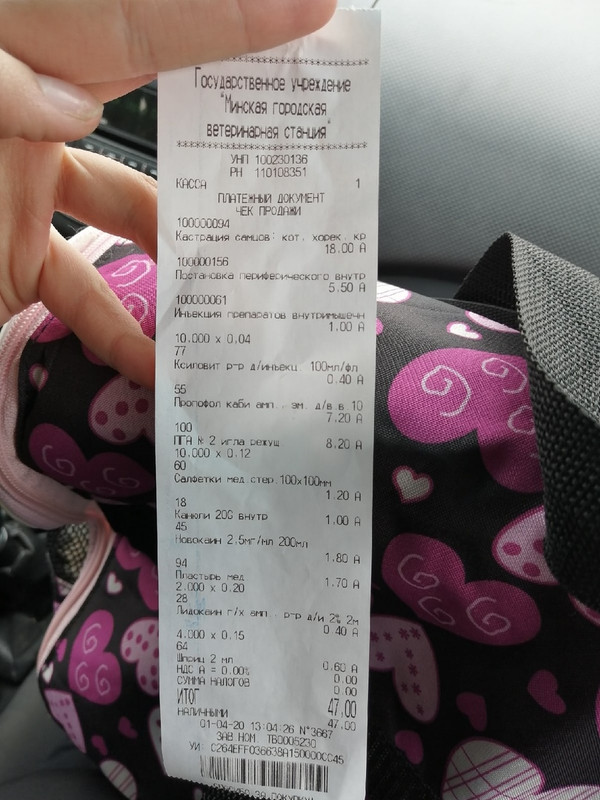 ********************************
Государственное учреждение
"Минская городская
ветеринарная станция"
********************************
УНП 100230136
РН 110108351
КАССА 1
ПЛАТЕЖНЫЙ ДОКУМЕНТ
ЧЕК ПРОДАЖИ
100000094
Кастрация самцов: кот. хорек. кр
18.00 А
100000156
Постановка периферического внутр
5.50 А
100000061
Инъекция препаратов внутримышечн
1.00 А
10.000 x 0.04
77
Ксиловит р-р д/инъекц. 100мл/фл
0.40 А
55
Пропофол каби амп. эм. д/в.в 10
7.20 А
100
ПГА № 2 игла режущ 8.20 А
10.000 x 0.12
60
Салфетки мед.стер.100х100мм
1.20 А
18
Канюли 20G внутр 1.00 А
45
Новокаин 2.5мг/мл 200мл
1.80 А
94
Пластырь мед 1.70 А
2.000 x 0.20
28
Лидокаин г/х амп. р-р д/и 2% 2м
0.40 А
4.000 x 0.15
64
Шприц 2 мл 0.60 А
НДС А = 0.00% 0.00
СУММА НАЛОГОВ 0.00
ИТОГ 47.00
НАЛИЧНЫМИ 47.00
01-04-20 13:04:26 N°3667
ЗАВ НОМ
УИ: